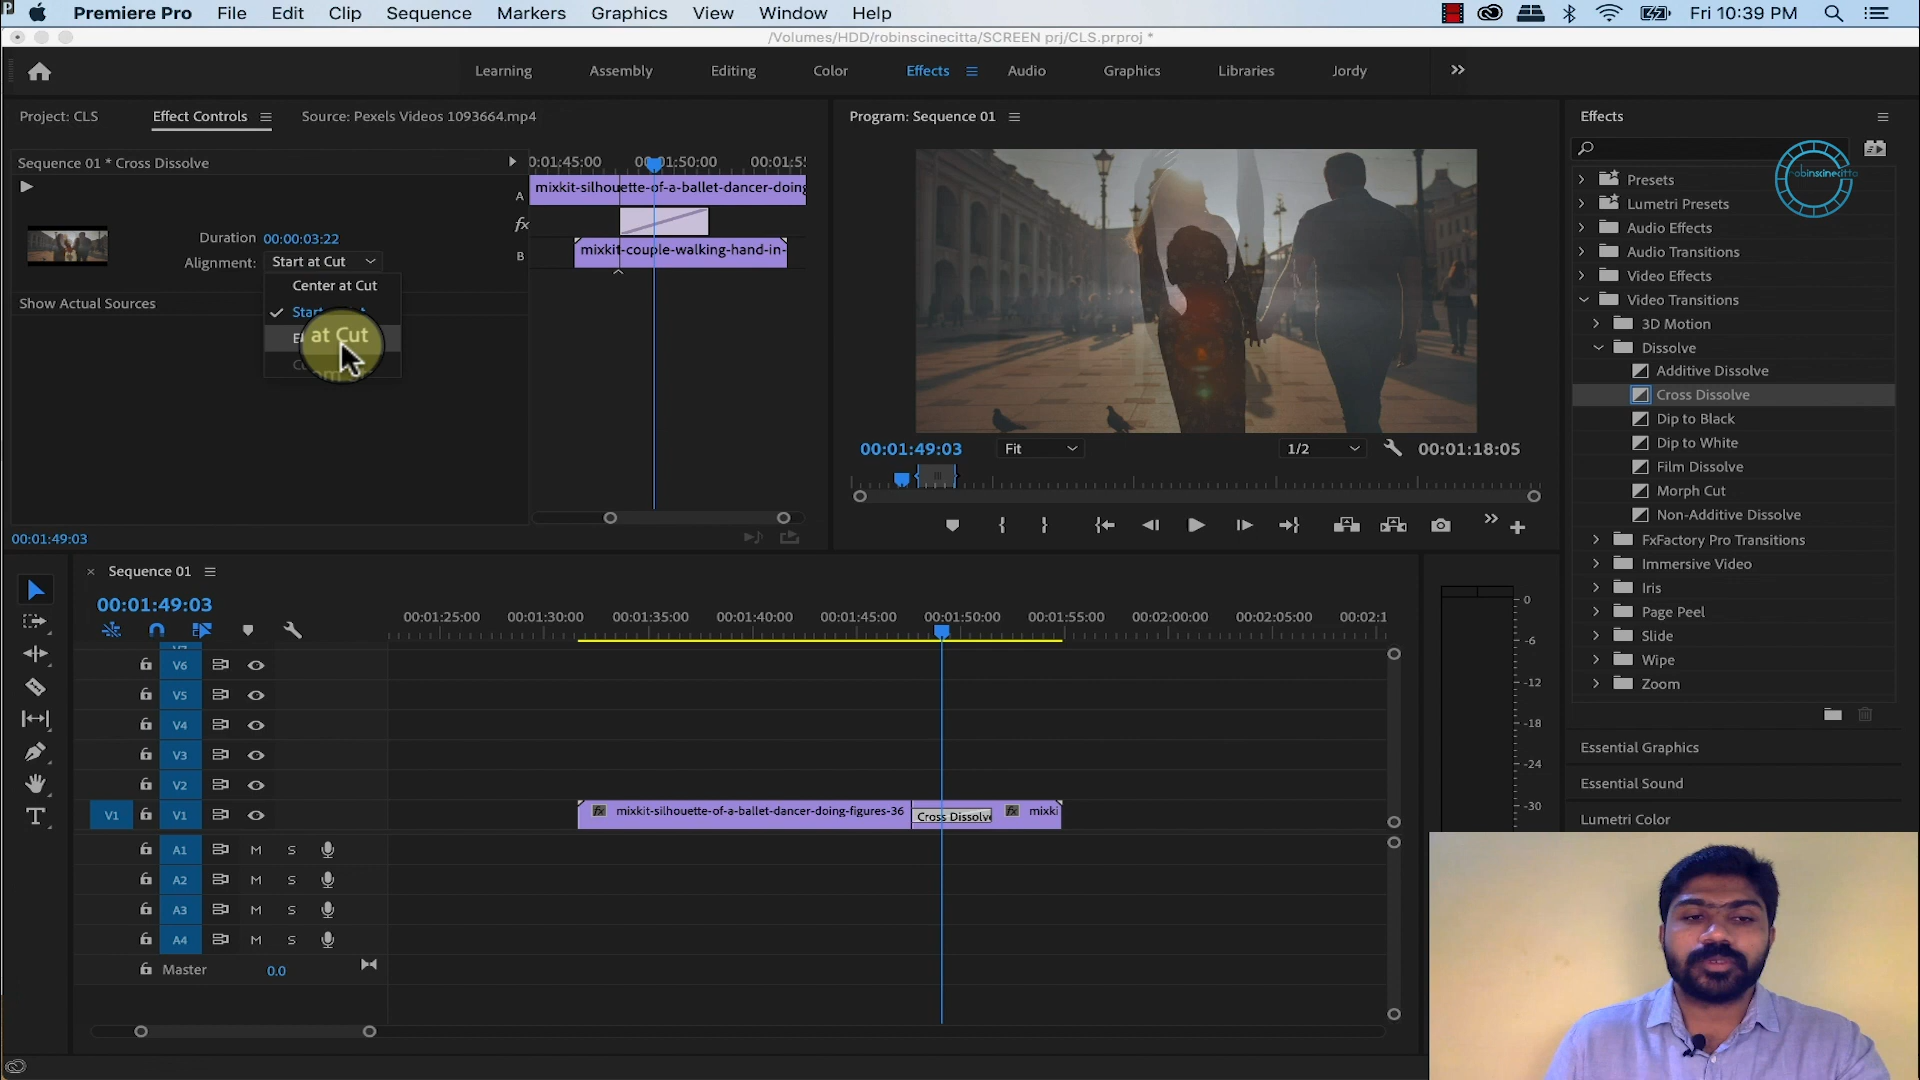 Premiere Pro File Edit Clip Sequence Markers Graphics View Window Help Fri 10:39 PM
/Volumes/HDD/robinscinecitta/SCREEN prj/CLS.prproj *
Learning Assembly Editing Color Effects Audio Graphics Libraries Jordy
Project: CLS Effect Controls Source: Pexels Videos 1093664.mp4
Sequence 01 * Cross Dissolve
Duration 00:00:03:22
Alignment: Start at Cut
Center at Cut
Start
at Cut
Show Actual Sources
0:01:45:00 00:01:50:00 00:01:55
A mixkit-silhouette-of-a-ballet-dancer-doing
fx
B mixkit-couple-walking-hand-in-
00:01:49:03
Program: Sequence 01
00:01:49:03 Fit 1/2 00:01:18:05
Effects
robinscinecitta
Presets
Lumetri Presets
Audio Effects
Audio Transitions
Video Effects
Video Transitions
3D Motion
Dissolve
Additive Dissolve
Cross Dissolve
Dip to Black
Dip to White
Film Dissolve
Morph Cut
Non-Additive Dissolve
FxFactory Pro Transitions
Immersive Video
Iris
Page Peel
Slide
Wipe
Zoom
Essential Graphics
Essential Sound
Lumetri Color
Sequence 01
00:01:49:03
00:01:25:00 00:01:30:00 00:01:35:00 00:01:40:00 00:01:45:00 00:01:50:00 00:01:55:00 00:02:00:00 00:02:05:00 00:02:1
V6
V5
V4
V3
V2
V1 V1 fx mixkit-silhouette-of-a-ballet-dancer-doing-figures-36 Cross Dissolve fx mixki
A1 M S
A2 M S
A3 M S
A4 M S
Master 0.0
0
-6
-12
-18
-24
-30